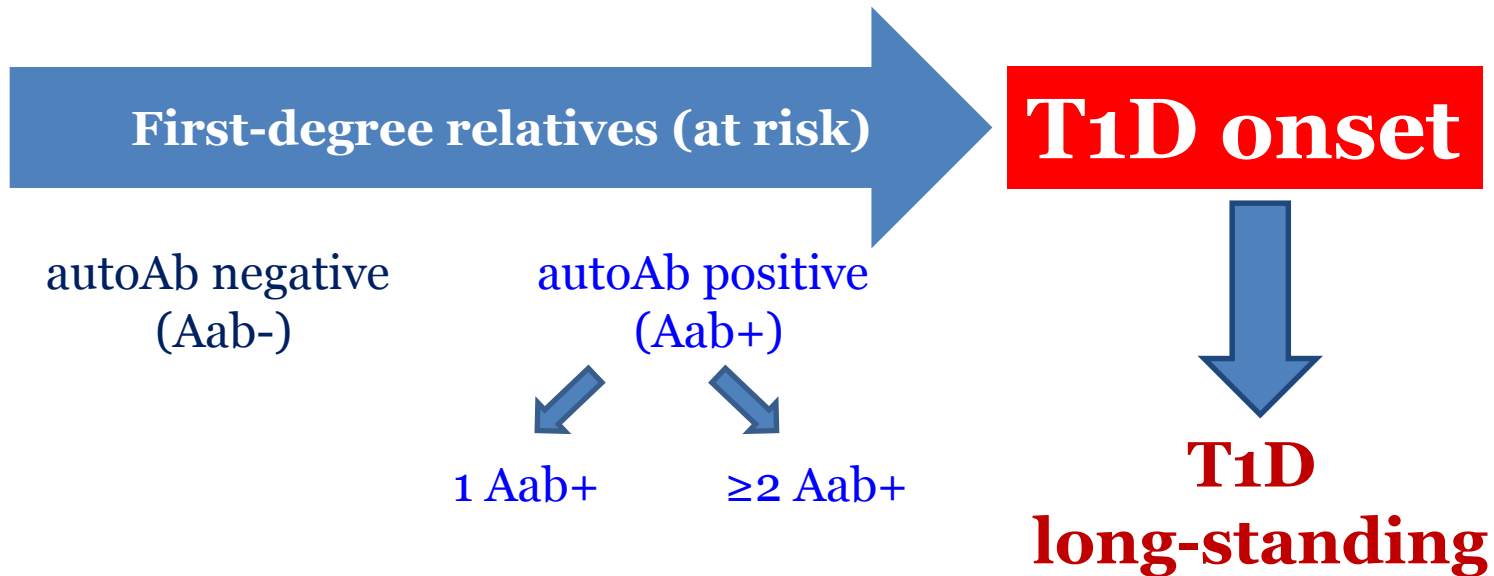 First-degree relatives (at risk)
T1D onset
autoAb negative
(Aab-)
autoAb positive
(Aab+)
1 Aab+
≥2 Aab+
T1D
long-standing